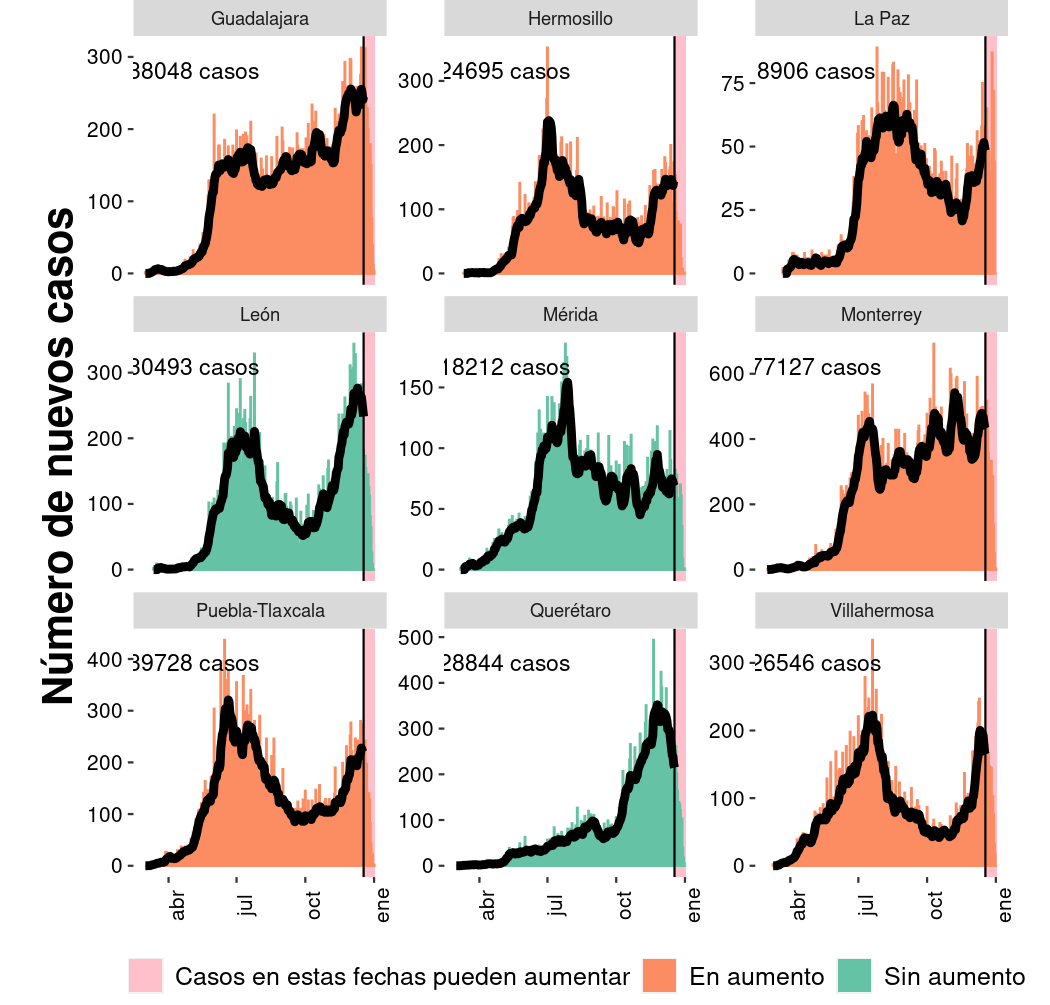 Guadalajara
Hermosillo
La Paz
300
200
100
0
38048 casos
300
200
100
0
24695 casos
75
50
25
0
8906 casos
León
Mérida
Monterrey
300
200
100
0
30493 casos
150
100
50
0
18212 casos
600
400
200
0
77127 casos
Puebla-Tlaxcala
Querétaro
Villahermosa
400
300
200
100
0
39728 casos
500
400
300
200
100
0
28844 casos
300
200
100
0
26546 casos
abr jul oct ene
abr jul oct ene
abr jul oct ene
Número de nuevos casos
Casos en estas fechas pueden aumentar
En aumento
Sin aumento